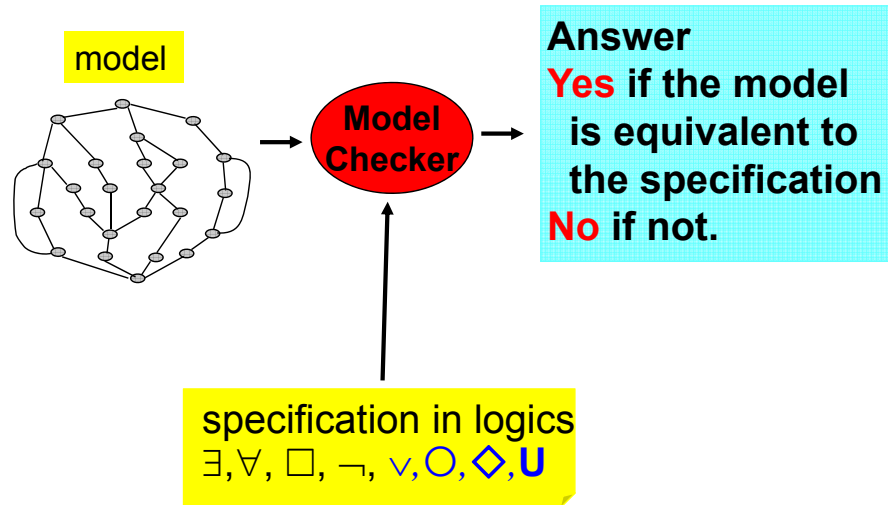 model
Model
Checker
Answer
Yes if the model
is equivalent to
the specification
No if not.
specification in logics
∃,∀, □, ¬, ∨,○,◇,U